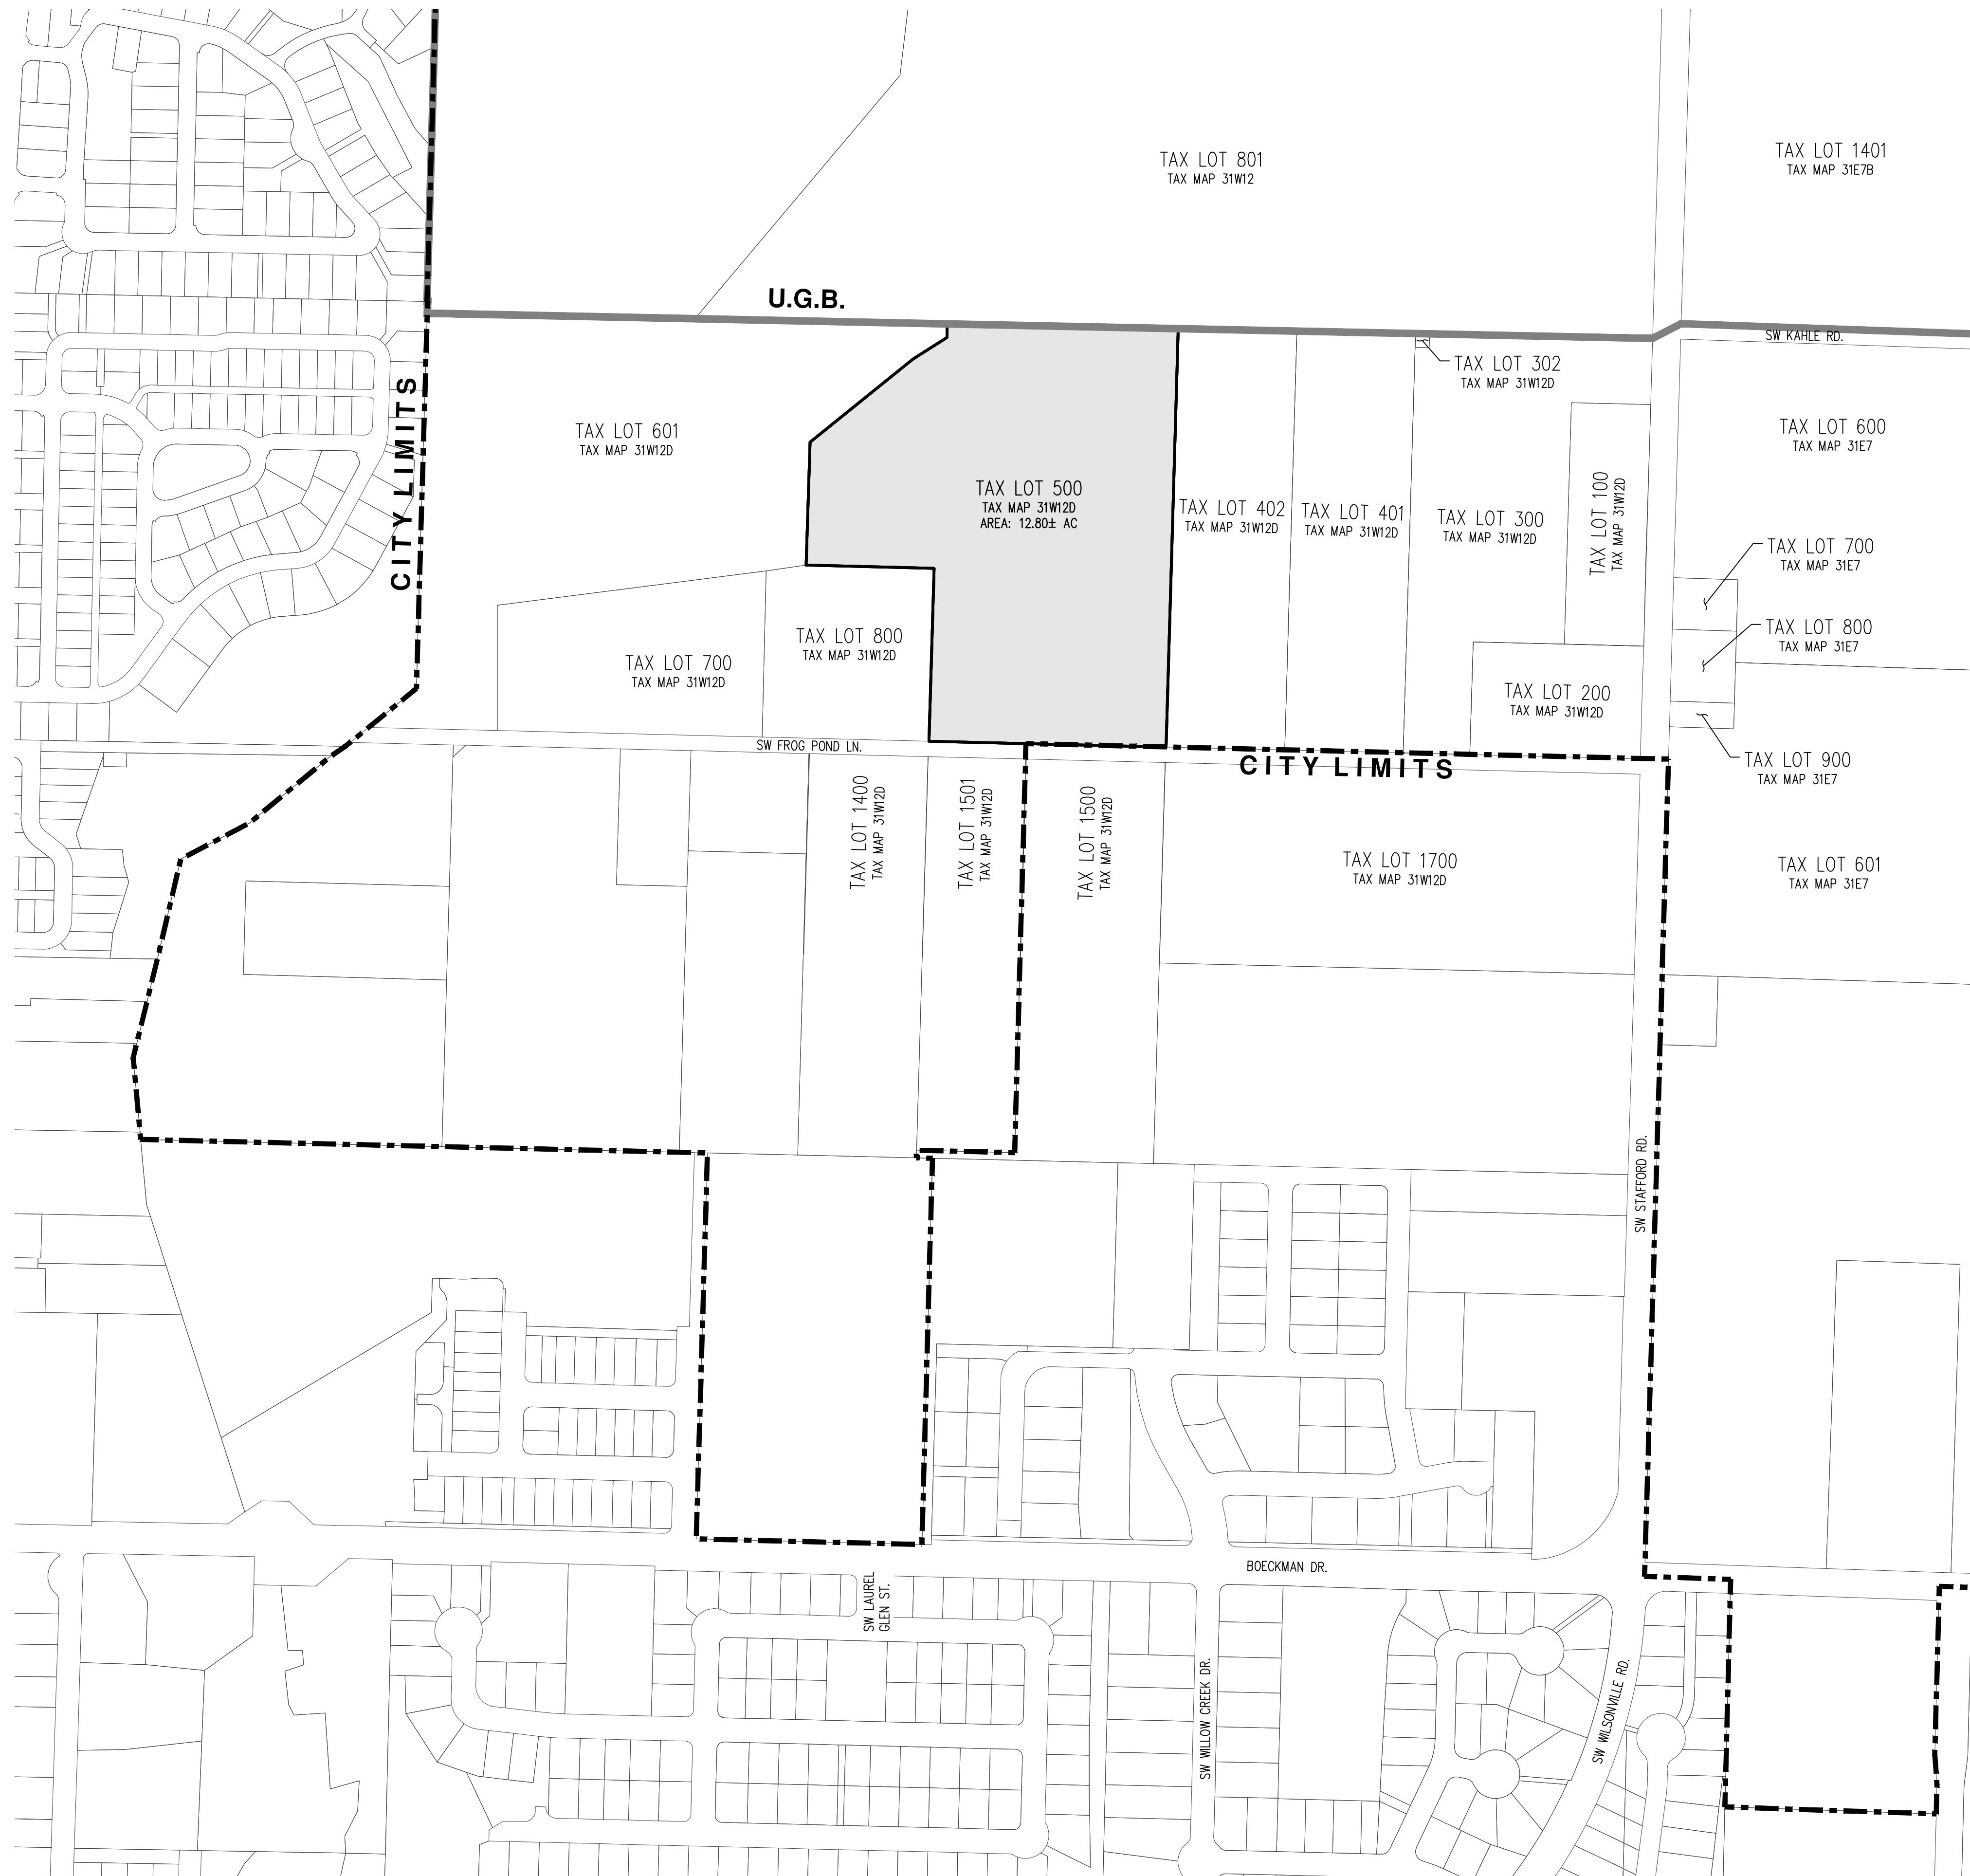 TAX LOT 801
TAX MAP 31W12
TAX LOT 1401
TAX MAP 31E7B
U.G.B.
SW KAHLE RD.
TAX LOT 302
TAX MAP 31W12D
CITY LIMITS
TAX LOT 601
TAX MAP 31W12D
TAX LOT 600
TAX MAP 31E7
TAX LOT 500
TAX MAP 31W12D
AREA: 12.80± AC
TAX LOT 402
TAX MAP 31W12D
TAX LOT 401
TAX MAP 31W12D
TAX LOT 300
TAX MAP 31W12D
TAX LOT 100
TAX MAP 31W12D
TAX LOT 700
TAX MAP 31E7
TAX LOT 800
TAX MAP 31E7
TAX LOT 800
TAX MAP 31W12D
TAX LOT 700
TAX MAP 31W12D
TAX LOT 200
TAX MAP 31W12D
SW FROG POND LN.
TAX LOT 900
TAX MAP 31E7
CITY LIMITS
TAX LOT 1400
TAX MAP 31W12D
TAX LOT 1501
TAX MAP 31W12D
TAX LOT 1500
TAX MAP 31W12D
TAX LOT 1700
TAX MAP 31W12D
TAX LOT 601
TAX MAP 31E7
SW STAFFORD RD.
BOECKMAN DR.
SW LAUREL
GLEN ST.
SW WILLOW CREEK DR.
SW WILSONVILLE RD.